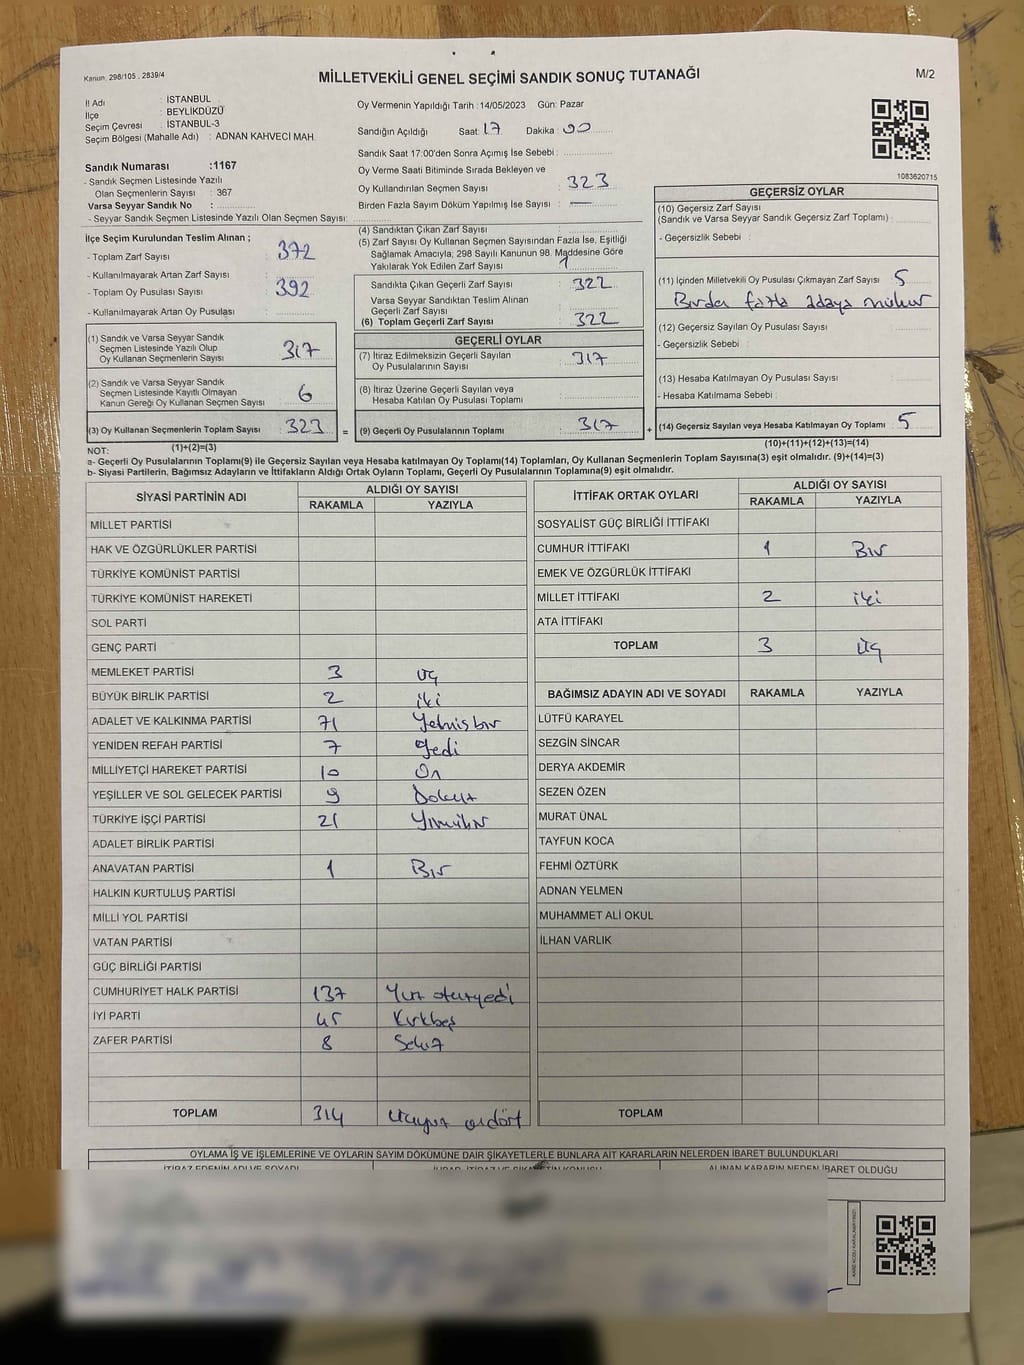 Kanun. 298/105 , 2839/4
MİLLETVEKİLİ GENEL SEÇİMİ SANDIK SONUÇ TUTANAĞI
M/2
İl Adı : İSTANBUL
İlçe : BEYLİKDÜZÜ
Seçim Çevresi : İSTANBUL-3
Seçim Bölgesi (Mahalle Adı) : ADNAN KAHVECİ MAH.
Oy Vermenin Yapıldığı Tarih : 14/05/2023 Gün: Pazar
Sandığın Açıldığı Saat 17 Dakika : 00
Sandık Saat 17:00'den Sonra Açımış İse Sebebi :
Oy Verme Saati Bitiminde Sırada Bekleyen ve
Oy Kullandırılan Seçmen Sayısı : 323
Birden Fazla Sayım Döküm Yapılmış İse Sayısı : —
1083620715
Sandık Numarası :1167
- Sandık Seçmen Listesinde Yazılı
Olan Seçmenlerin Sayısı : 367
Varsa Seyyar Sandık No :
- Seyyar Sandık Seçmen Listesinde Yazılı Olan Seçmen Sayısı:
İlçe Seçim Kurulundan Teslim Alınan ;
- Toplam Zarf Sayısı : 372
- Kullanılmayarak Artan Zarf Sayısı :
- Toplam Oy Pusulası Sayısı : 392
- Kullanılmayarak Artan Oy Pusulası :
(1) Sandık ve Varsa Seyyar Sandık
Seçmen Listesinde Yazılı Olup
Oy Kullanan Seçmenlerin Sayısı : 317
(2) Sandık ve Varsa Seyyar Sandık
Seçmen Listesinde Kayıtlı Olmayan
Kanun Gereği Oy Kullanan Seçmen Sayısı : 6
(3) Oy Kullanan Seçmenlerin Toplam Sayısı : 323
(1)+(2)=(3)
(4) Sandıktan Çıkan Zarf Sayısı :
(5) Zarf Sayısı Oy Kullanan Seçmen Sayısından Fazla İse, Eşitliği
Sağlamak Amacıyla; 298 Sayılı Kanunun 98. Maddesine Göre
Yakılarak Yok Edilen Zarf Sayısı : 1
Sandıkta Çıkan Geçerli Zarf Sayısı : 322
Varsa Seyyar Sandıktan Teslim Alınan
Geçerli Zarf Sayısı :
(6) Toplam Geçerli Zarf Sayısı : 322
GEÇERLİ OYLAR
(7) İtiraz Edilmeksizin Geçerli Sayılan
Oy Pusulalarının Sayısı : 317
(8) İtiraz Üzerine Geçerli Sayılan veya
Hesaba Katılan Oy Pusulası Toplamı :
= (9) Geçerli Oy Pusulalarının Toplamı : 317
GEÇERSİZ OYLAR
(10) Geçersiz Zarf Sayısı
(Sandık ve Varsa Seyyar Sandık Geçersiz Zarf Toplamı) :
- Geçersizlik Sebebi :
(11) İçinden Milletvekili Oy Pusulası Çıkmayan Zarf Sayısı : 5
Birden fazla adaya mühür
(12) Geçersiz Sayılan Oy Pusulası Sayısı :
- Geçersizlik Sebebi :
(13) Hesaba Katılmayan Oy Pusulası Sayısı :
- Hesaba Katılmama Sebebi :
+ (14) Geçersiz Sayılan veya Hesaba Katılmayan Oy Toplamı : 5
(10)+(11)+(12)+(13)=(14)
NOT:
a- Geçerli Oy Pusulalarının Toplamı(9) ile Geçersiz Sayılan veya Hesaba katılmayan Oy Toplamı(14) Toplamları, Oy Kullanan Seçmenlerin Toplam Sayısına(3) eşit olmalıdır. (9)+(14)=(3)
b- Siyasi Partilerin, Bağımsız Adayların ve İttifakların Aldığı Ortak Oyların Toplamı, Geçerli Oy Pusulalarının Toplamına(9) eşit olmalıdır.
SİYASİ PARTİNİN ADI ALDIĞI OY SAYISI
RAKAMLA YAZIYLA
MİLLET PARTİSİ
HAK VE ÖZGÜRLÜKLER PARTİSİ
TÜRKİYE KOMÜNİST PARTİSİ
TÜRKİYE KOMÜNİST HAREKETİ
SOL PARTİ
GENÇ PARTİ
MEMLEKET PARTİSİ 3 üç
BÜYÜK BİRLİK PARTİSİ 2 iki
ADALET VE KALKINMA PARTİSİ 71 Yetmişbir
YENİDEN REFAH PARTİSİ 7 Yedi
MİLLİYETÇİ HAREKET PARTİSİ 10 On
YEŞİLLER VE SOL GELECEK PARTİSİ 9 Dokuz
TÜRKİYE İŞÇİ PARTİSİ 21 Yirmibir
ADALET BİRLİK PARTİSİ
ANAVATAN PARTİSİ 1 Bir
HALKIN KURTULUŞ PARTİSİ
MİLLİ YOL PARTİSİ
VATAN PARTİSİ
GÜÇ BİRLİĞİ PARTİSİ
CUMHURİYET HALK PARTİSİ 137 Yüz otuzyedi
İYİ PARTİ 45 Kırkbeş
ZAFER PARTİSİ 8 Sekiz
TOPLAM 314 Üçyüz ondört
İTTİFAK ORTAK OYLARI ALDIĞI OY SAYISI
RAKAMLA YAZIYLA
SOSYALİST GÜÇ BİRLİĞİ İTTİFAKI
CUMHUR İTTİFAKI 1 Bir
EMEK VE ÖZGÜRLÜK İTTİFAKI
MİLLET İTTİFAKI 2 iki
ATA İTTİFAKI
TOPLAM 3 üç
BAĞIMSIZ ADAYIN ADI VE SOYADI RAKAMLA YAZIYLA
LÜTFÜ KARAYEL
SEZGİN SİNCAR
DERYA AKDEMİR
SEZEN ÖZEN
MURAT ÜNAL
TAYFUN KOCA
FEHMİ ÖZTÜRK
ADNAN YELMEN
MUHAMMET ALİ OKUL
İLHAN VARLIK
TOPLAM
OYLAMA İŞ VE İŞLEMLERİNE VE OYLARIN SAYIM DÖKÜMÜNE DAİR ŞİKAYETLERLE BUNLARA AİT KARARLARIN NELERDEN İBARET BULUNDUKLARI
İTİRAZ EDENİN ADI VE SOYADI
ALINAN KARARIN NEDEN İBARET OLDUĞU